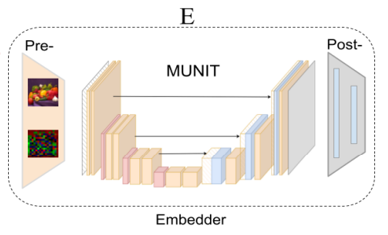 E
Pre-
Post-
MUNIT
Embedder